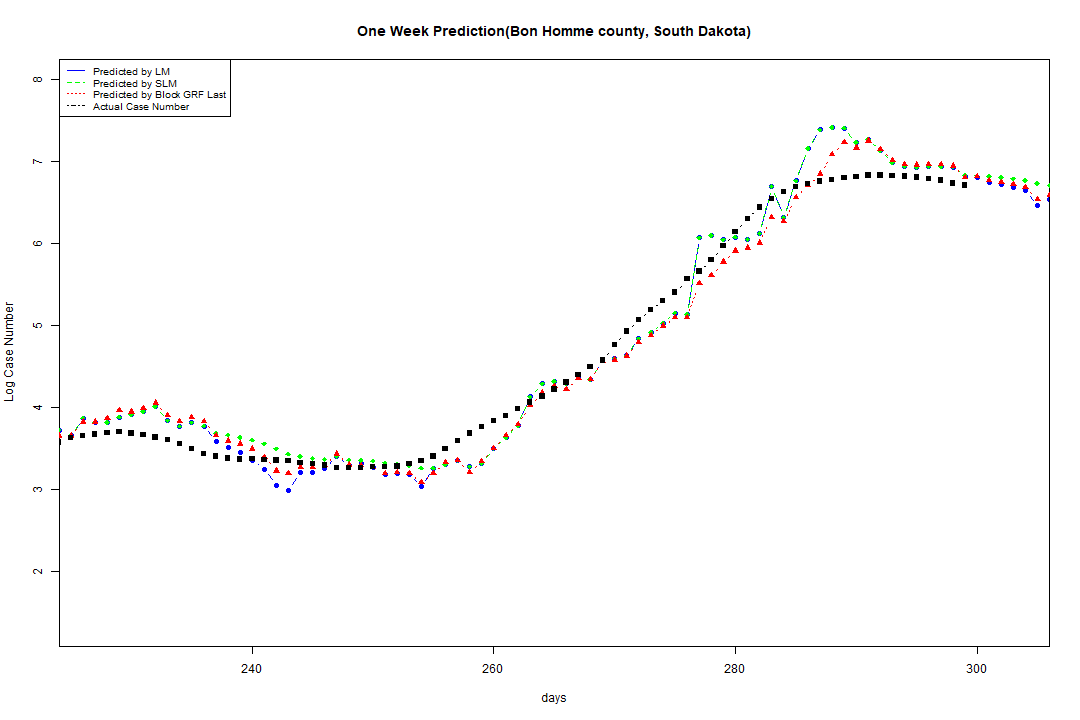 One Week Prediction(Bon Homme county, South Dakota)
Predicted by LM
Predicted by SLM
Predicted by Block GRF Last
Actual Case Number
8
7
6
5
4
3
2
Log Case Number
240 260 280 300
days